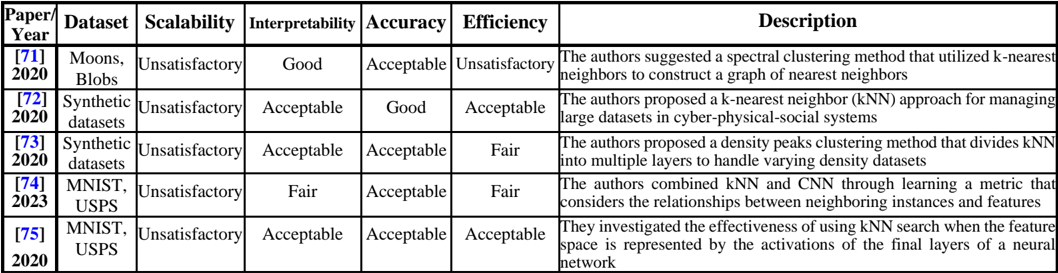 Paper/ Year Dataset Scalability Interpretability Accuracy Efficiency Description
[71] 2020 Moons, Blobs Unsatisfactory Good Acceptable Unsatisfactory The authors suggested a spectral clustering method that utilized k-nearest
neighbors to construct a graph of nearest neighbors
[72] 2020 Synthetic datasets Unsatisfactory Acceptable Good Acceptable The authors proposed a k-nearest neighbor (kNN) approach for managing
large datasets in cyber-physical-social systems
[73] 2020 Synthetic datasets Unsatisfactory Acceptable Acceptable Fair The authors proposed a density peaks clustering method that divides kNN
into multiple layers to handle varying density datasets
[74] 2023 MNIST, USPS Unsatisfactory Fair Acceptable Fair The authors combined kNN and CNN through learning a metric that
considers the relationships between neighboring instances and features
[75] 2020 MNIST, USPS Unsatisfactory Acceptable Acceptable Acceptable They investigated the effectiveness of using kNN search when the feature
space is represented by the activations of the final layers of a neural
network